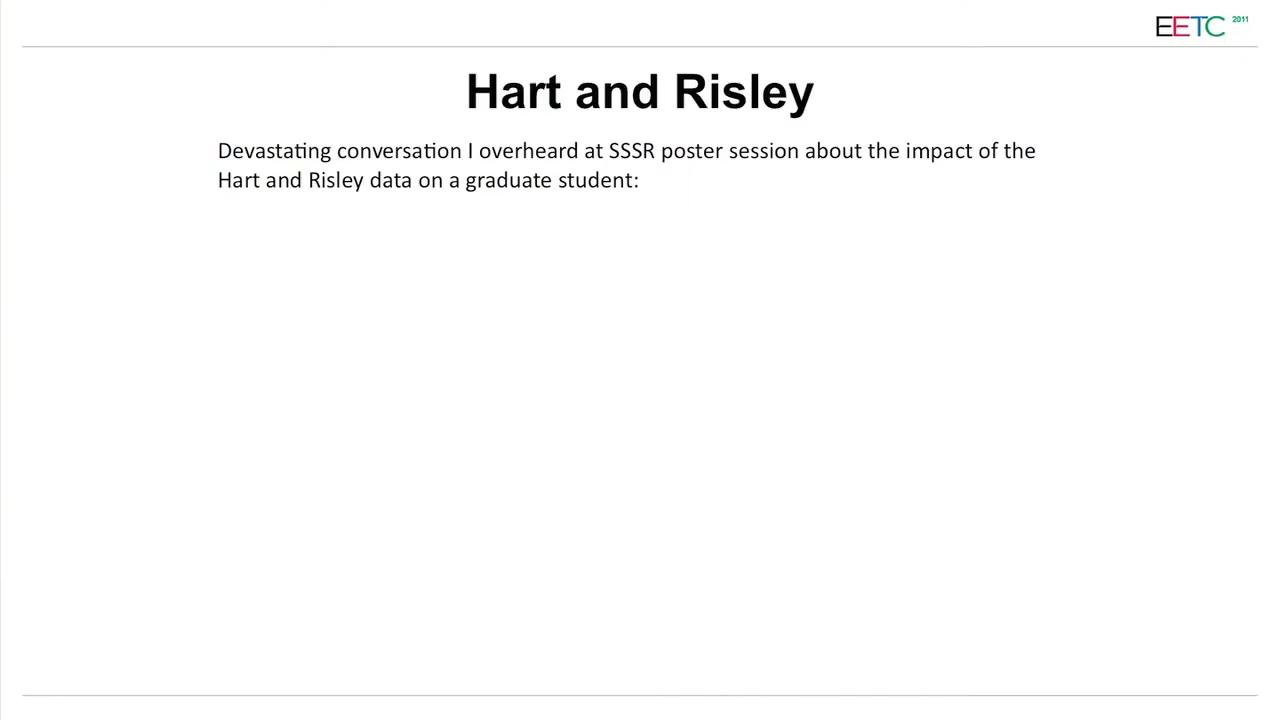 EETC 2011
Hart and Risley
Devastating conversation I overheard at SSSR poster session about the impact of the
Hart and Risley data on a graduate student: